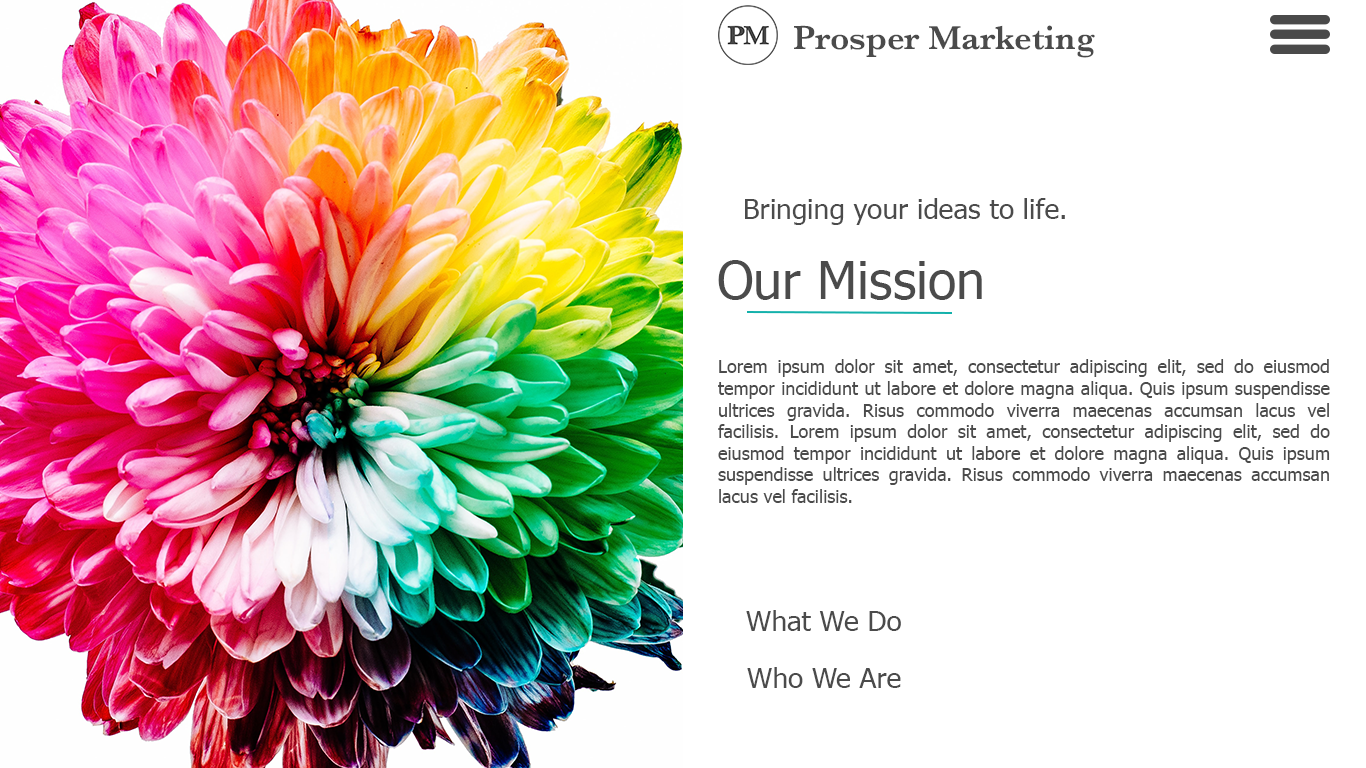 PM Prosper Marketing
Bringing your ideas to life.
Our Mission
Lorem ipsum dolor sit amet, consectetur adipiscing elit, sed do eiusmod
tempor incididunt ut labore et dolore magna aliqua. Quis ipsum suspendisse
ultrices gravida. Risus commodo viverra maecenas accumsan lacus vel
facilisis. Lorem ipsum dolor sit amet, consectetur adipiscing elit, sed do
eiusmod tempor incididunt ut labore et dolore magna aliqua. Quis ipsum
suspendisse ultrices gravida. Risus commodo viverra maecenas accumsan
lacus vel facilisis.
What We Do
Who We Are